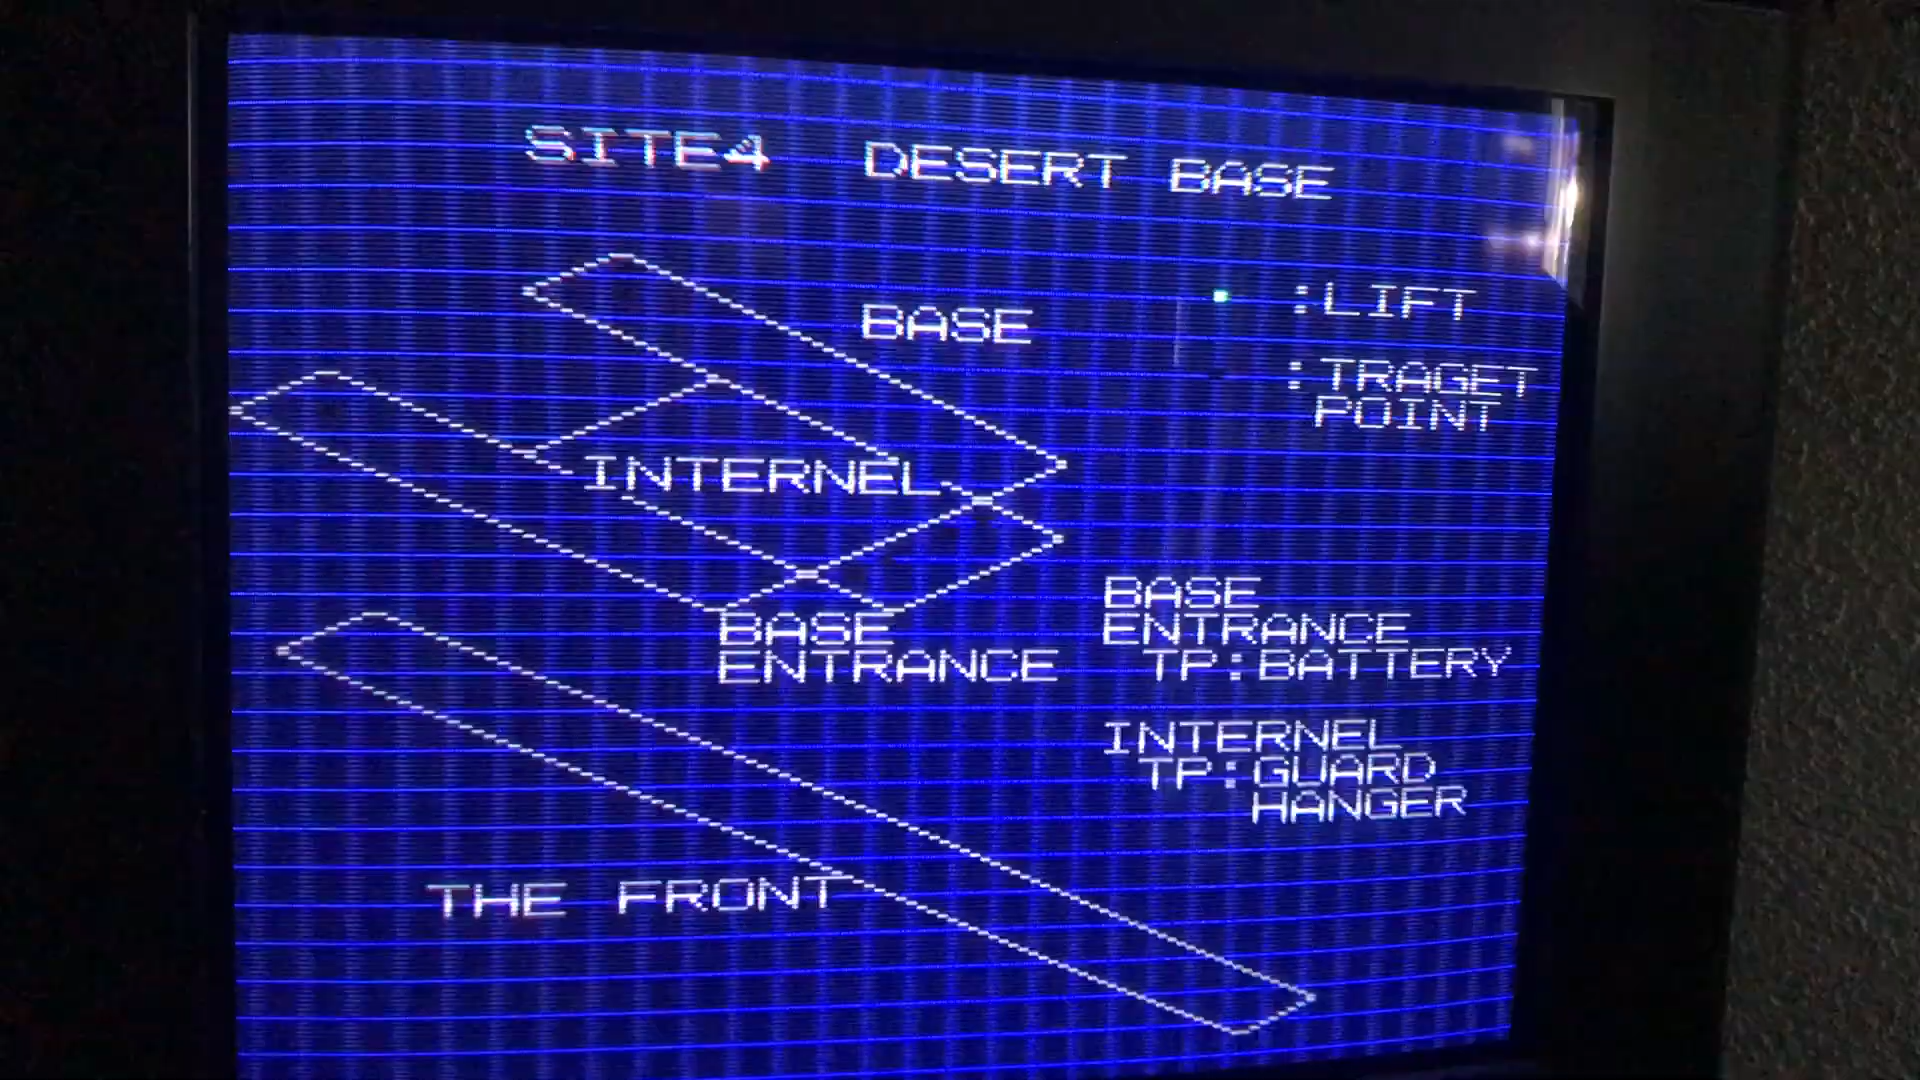 SITE4 DESERT BASE
BASE
:LIFT
:TRAGET
POINT
INTERNEL
BASE
ENTRANCE
BASE
ENTRANCE
TP:BATTERY
INTERNEL
TP:GUARD
HANGER
THE FRONT